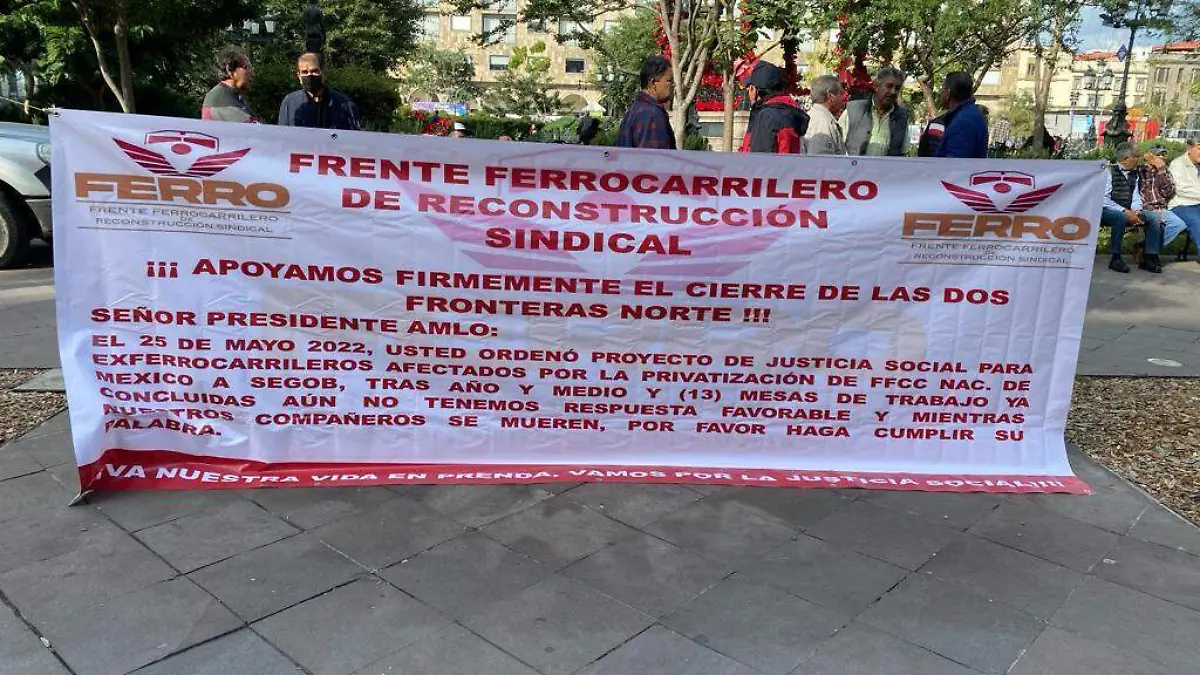 FERRO
FRENTE FERROCARRILERO
DE
RECONSTRUCCIÓN SINDICAL
FRENTE FERROCARRILERO
DE RECONSTRUCCIÓN
SINDICAL
FERRO
FRENTE FERROCARRILERO
DE
RECONSTRUCCIÓN SINDICAL
¡¡¡ APOYAMOS FIRMEMENTE EL CIERRE DE LAS DOS
FRONTERAS NORTE !!!
SEÑOR PRESIDENTE AMLO:
EL 25 DE MAYO 2022, USTED ORDENÓ PROYECTO DE JUSTICIA SOCIAL PARA
EXFERROCARRILEROS AFECTADOS POR LA PRIVATIZACIÓN DE FFCC NAC. DE
MEXICO A SEGOB, TRAS AÑO Y MEDIO Y (13) MESAS DE TRABAJO YA
CONCLUIDAS AÚN NO TENEMOS RESPUESTA FAVORABLE Y MIENTRAS
NUESTROS COMPAÑEROS SE MUEREN, POR FAVOR HAGA CUMPLIR SU
PALABRA.
¡VA NUESTRA VIDA EN PRENDA, VAMOS POR LA JUSTICIA SOCIAL)!!!